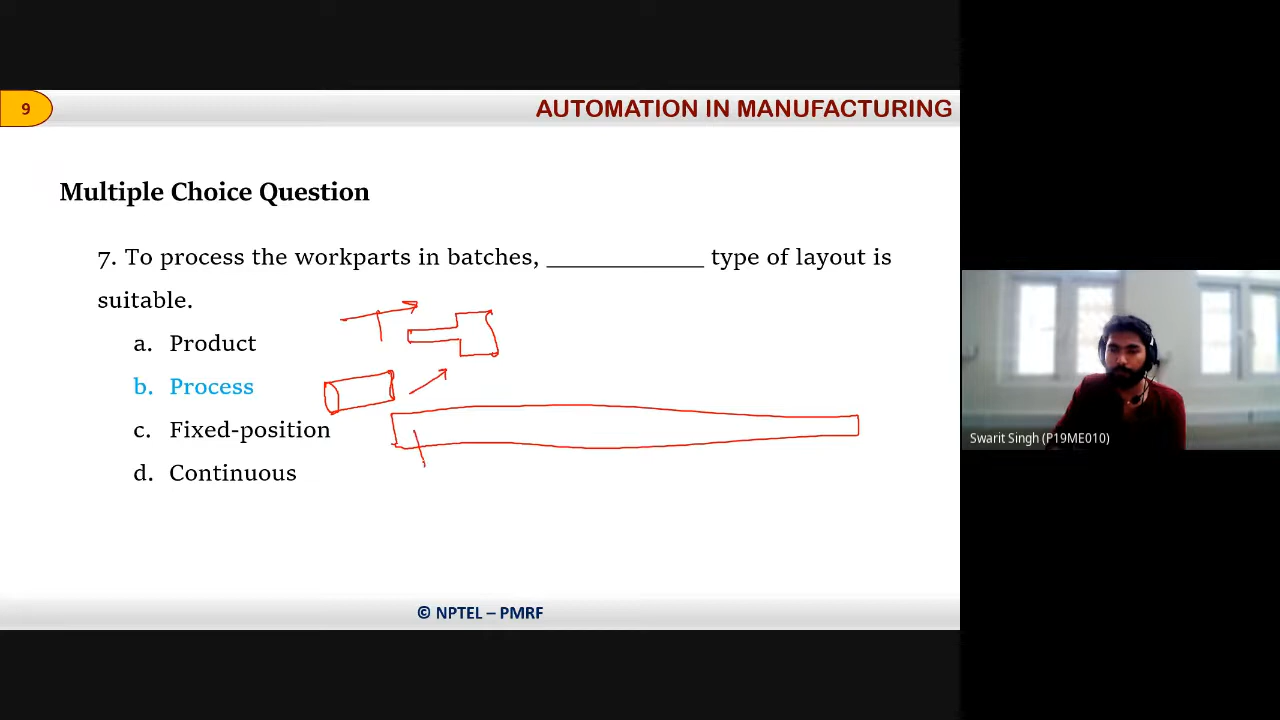 9
AUTOMATION IN MANUFACTURING
Multiple Choice Question
7. To process the workparts in batches, _____________ type of layout is
suitable.
a. Product
b. Process
c. Fixed-position
d. Continuous
© NPTEL – PMRF
Swarit Singh (P19ME010)